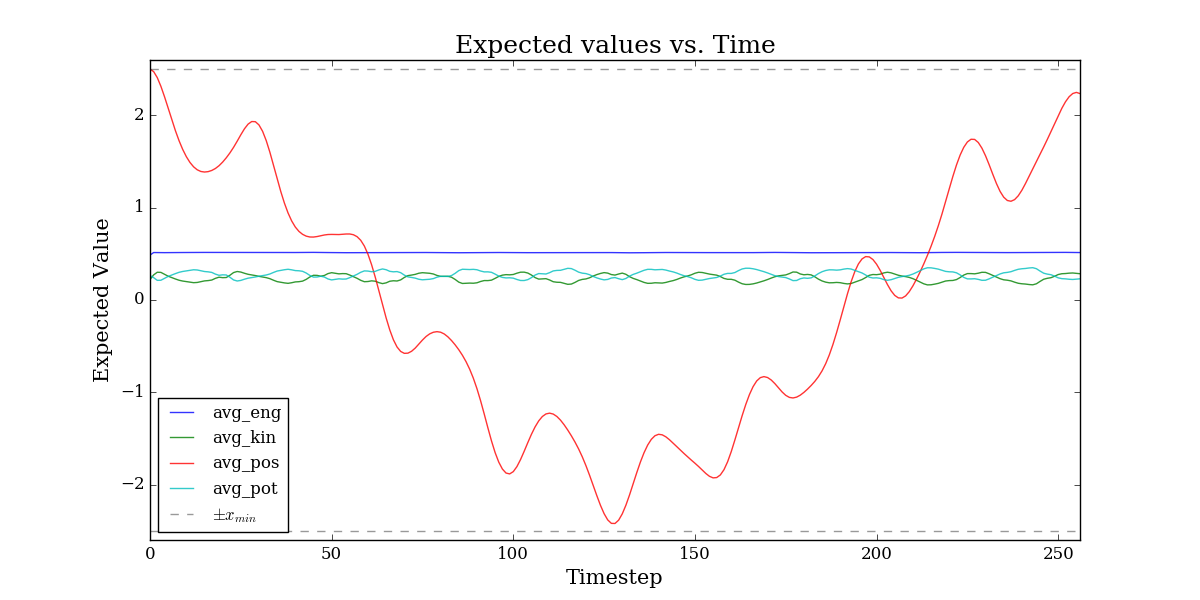 Expected values vs. Time
Expected Value
2
1
0
−1
−2
avg_eng
avg_kin
avg_pos
avg_pot
±x_min
0 50 100 150 200 250
Timestep